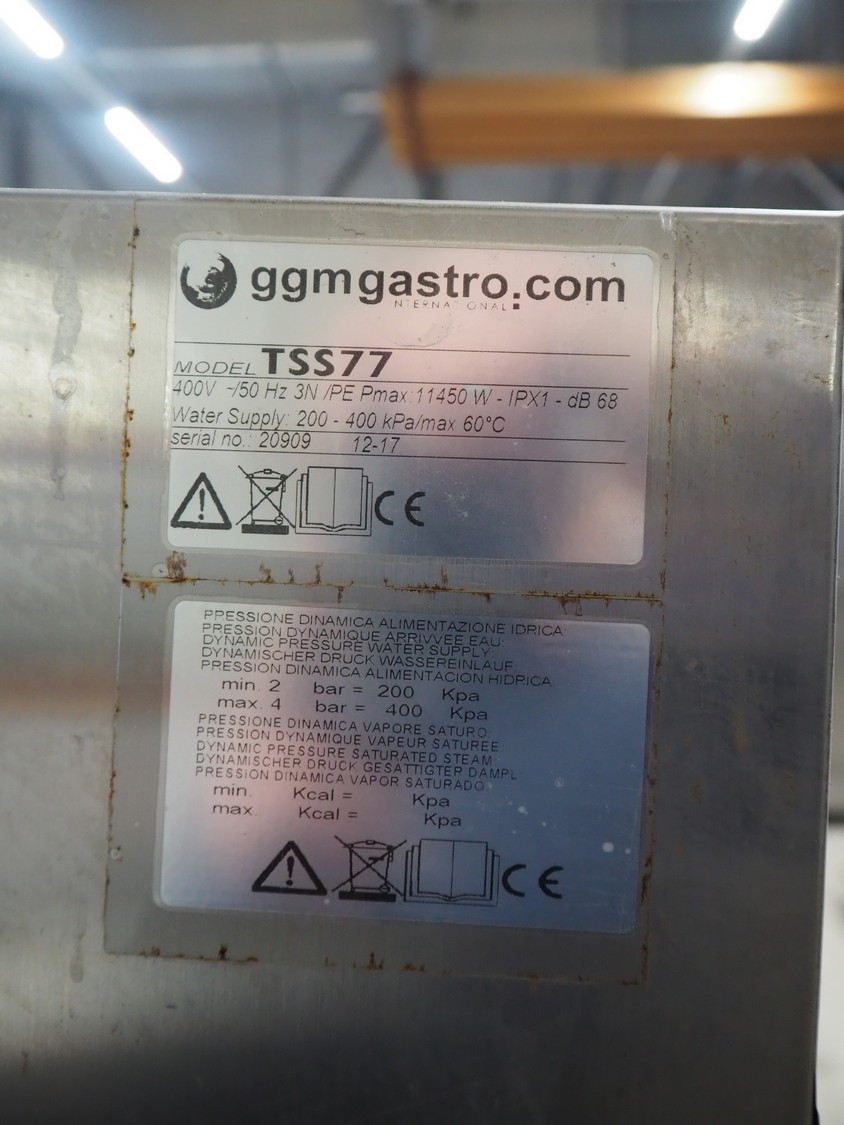 ggmgastro:com
INTERNATIONAL
MODEL TSS77
400V ~/50 Hz 3N /PE Pmax:11450 W - IPX1 - dB 68
Water Supply: 200 - 400 kPa/max 60°C
serial no.: 20909 12-17
CE
PPESSIONE DINAMICA ALIMENTAZIONE IDRICA:
PRESSION DYNAMIQUE ARRIVVEE EAU:
DYNAMIC PRESSURE WATER SUPPLY:
DYNAMISCHER DRUCK WASSEREINLAUF:
PRESSION DINAMICA ALIMENTACION HIDRICA:
min. 2 bar = 200 Kpa
max. 4 bar = 400 Kpa
PRESSIONE DINAMICA VAPORE SATURO:
PRESSION DYNAMIQUE VAPEUR SATUREE:
DYNAMIC PRESSURE SATURATED STEAM:
DYNAMISCHER DRUCK GESATTIGTER DAMPL:
PRESSION DINAMICA VAPOR SATURADO:
min. Kcal = Kpa
max. Kcal = Kpa
CE